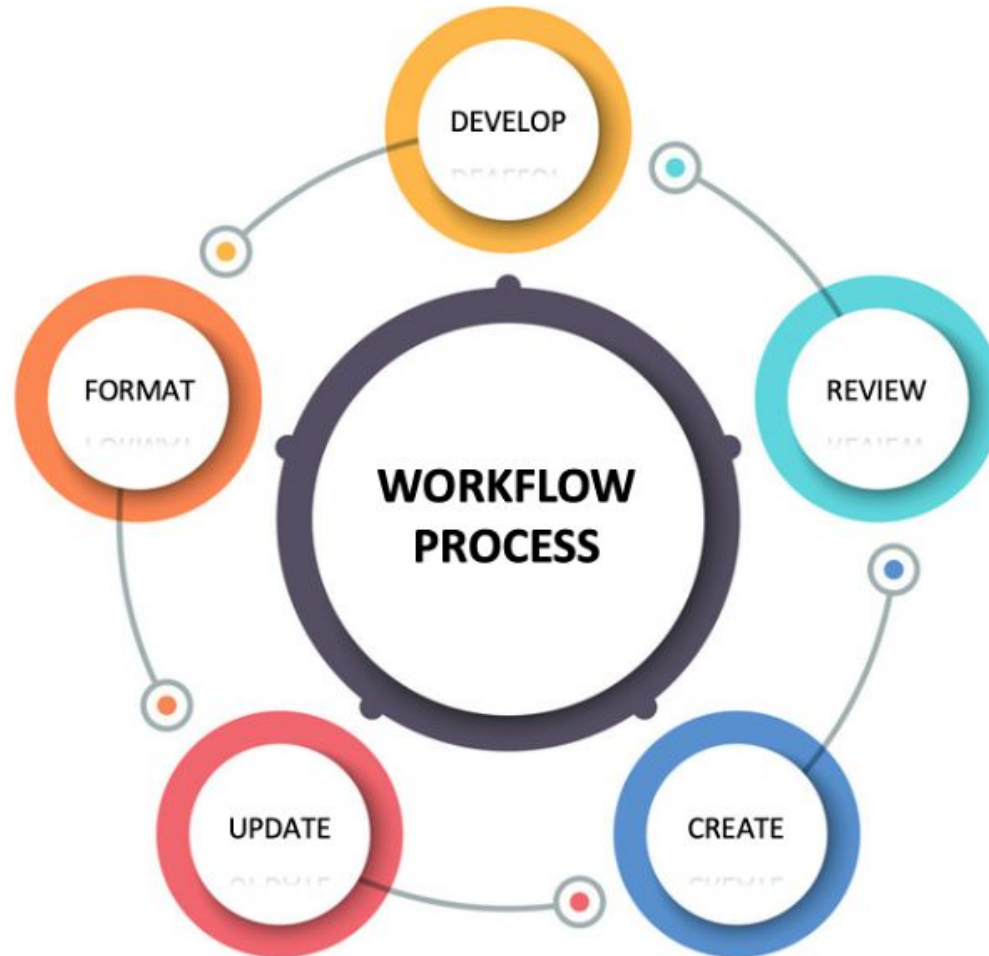 DEVELOP
FORMAT
REVIEW
WORKFLOW
PROCESS
UPDATE
CREATE